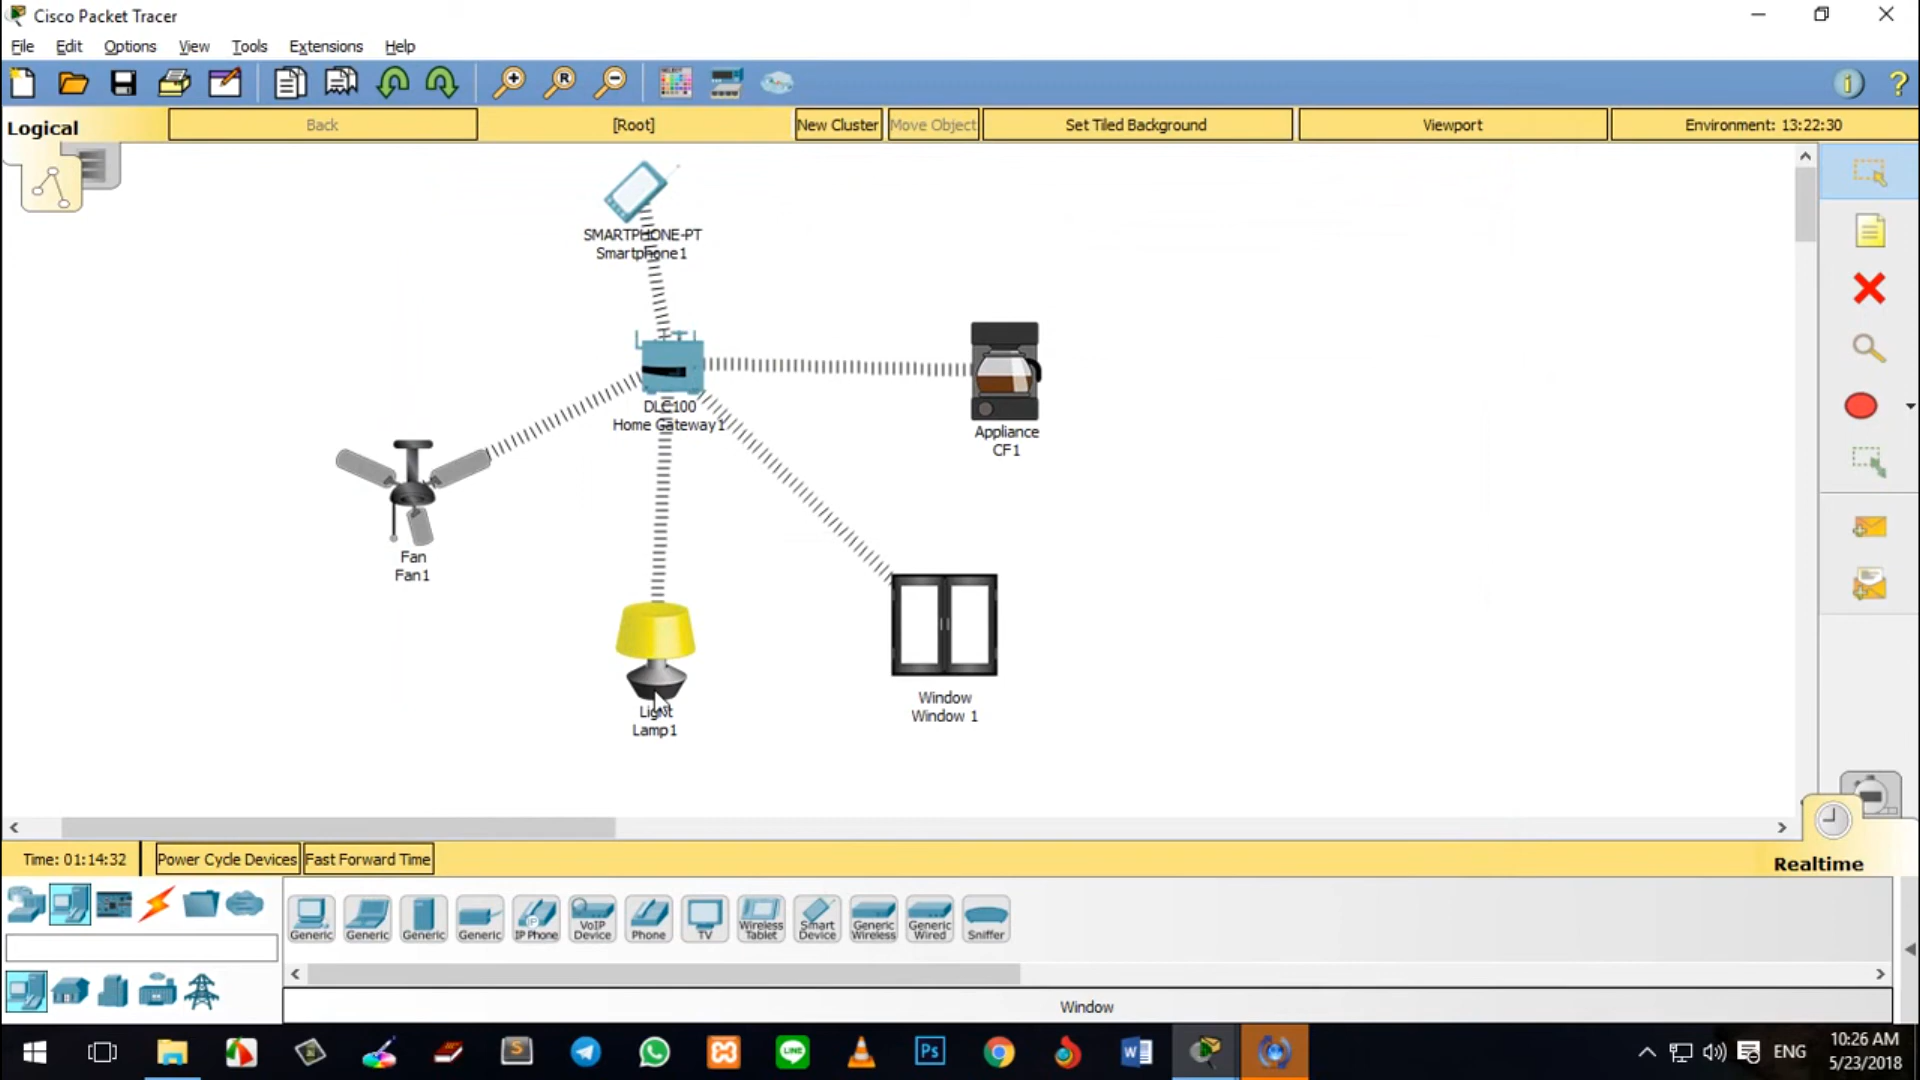 Cisco Packet Tracer
File Edit Options View Tools Extensions Help
Logical
Back
[Root]
New Cluster
Move Object
Set Tiled Background
Viewport
Environment: 13:22:30
SMARTPHONE-PT
Smartphone1
DLC100
Home Gateway1
Appliance
CF1
Fan
Fan1
Light
Lamp1
Window
Window 1
Time: 01:14:32
Power Cycle Devices
Fast Forward Time
Realtime
Generic
Generic
Generic
Generic
IP Phone
VoIP
Device
Phone
TV
Wireless
Tablet
Smart
Device
Generic
Wireless
Generic
Wired
Sniffer
Window
ENG
10:26 AM
5/23/2018